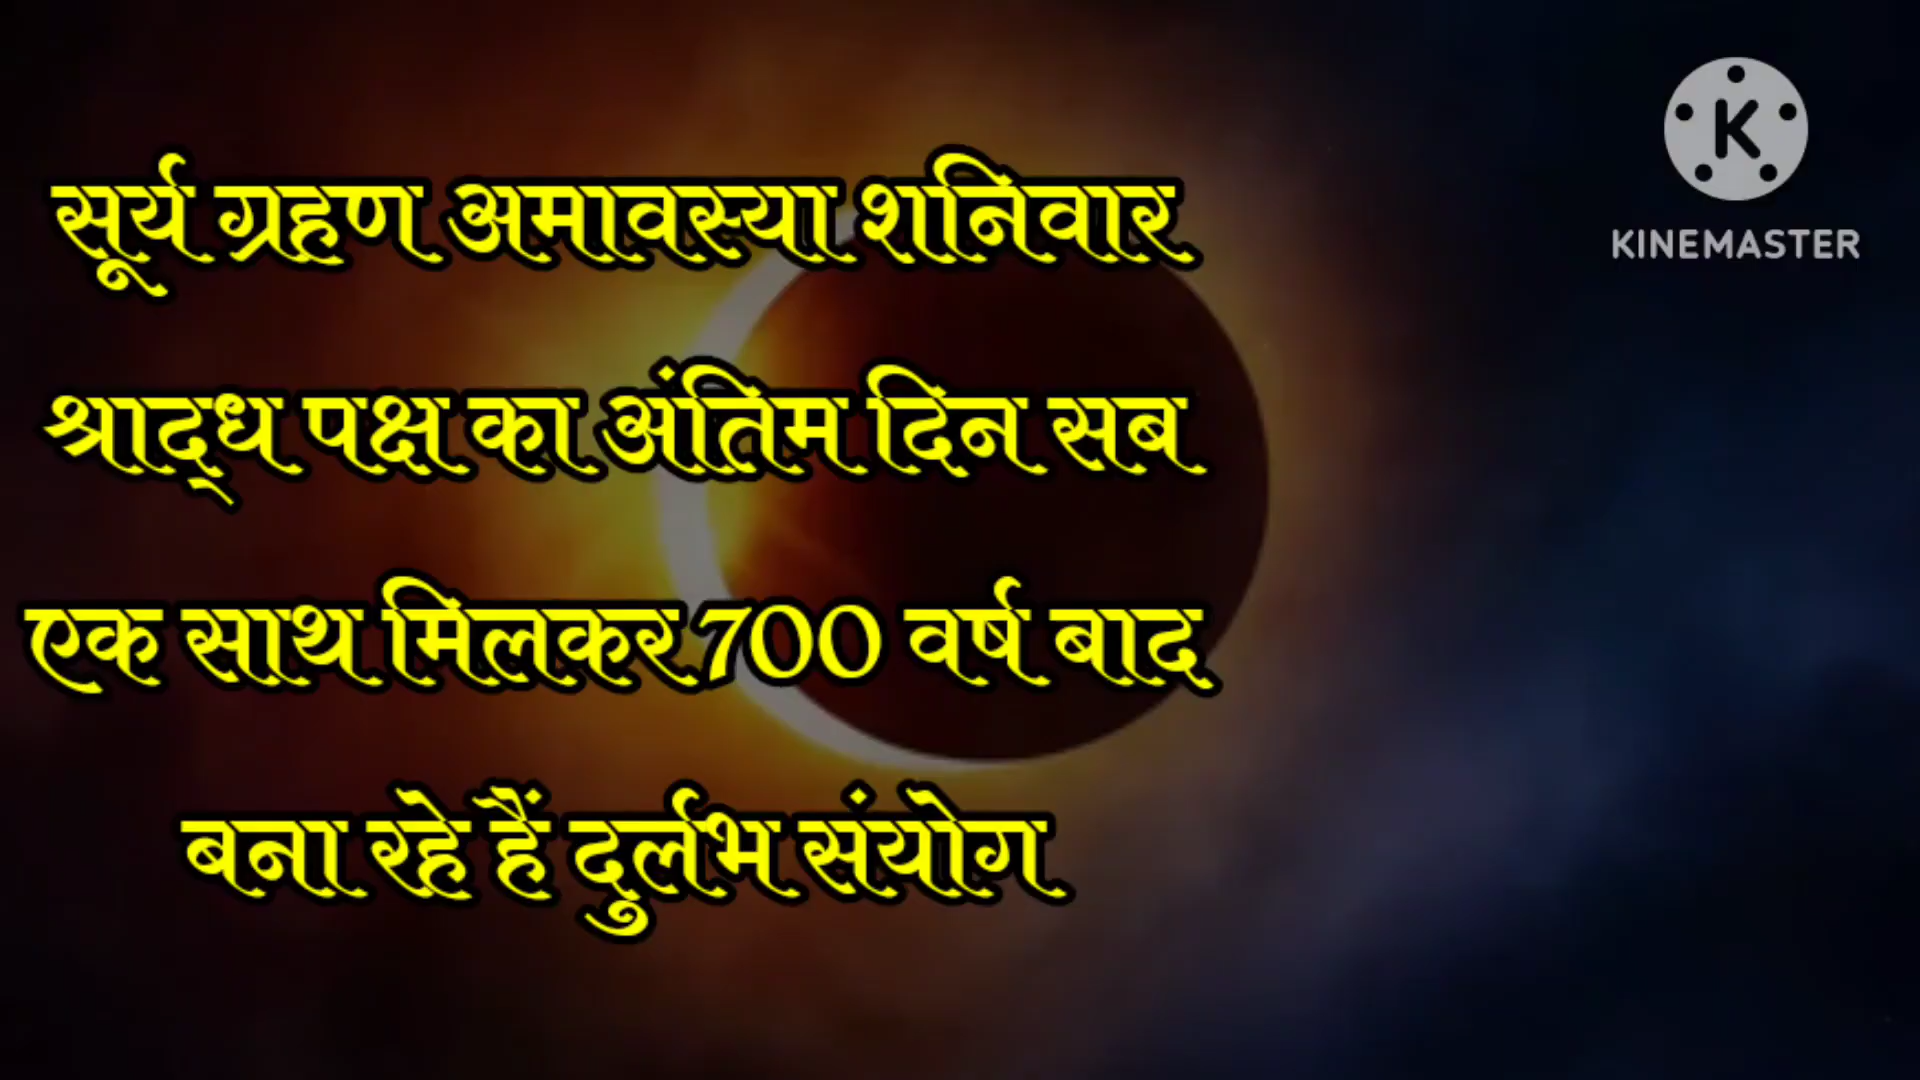 सूर्य ग्रहण अमावस्या शनिवार
श्राद्ध पक्ष का अंतिम दिन सब
एक साथ मिलकर 700 वर्ष बाद
बना रहे हैं दुर्लभ संयोग
K
KINEMASTER